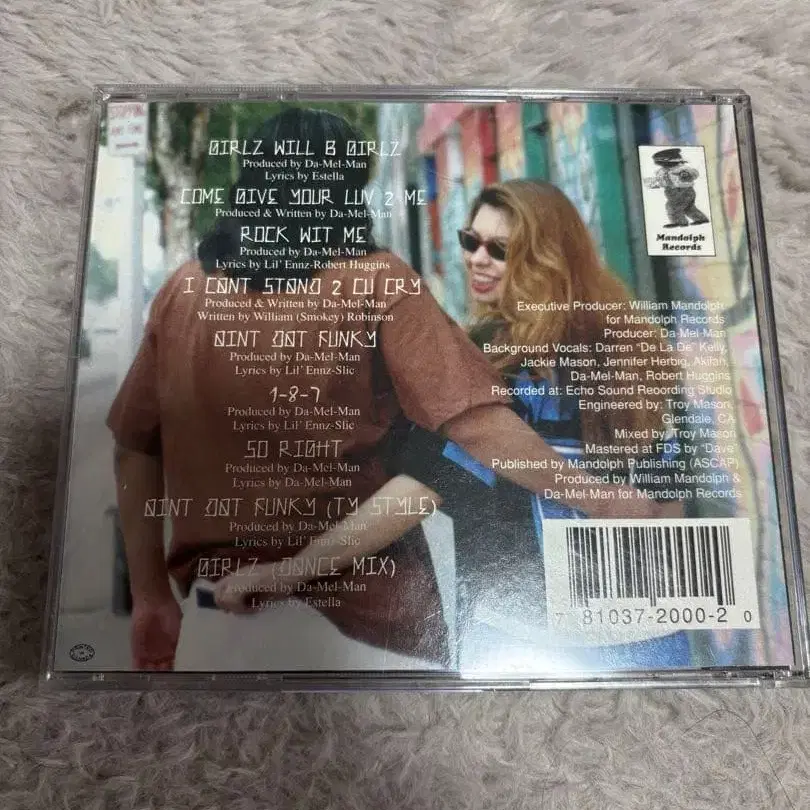 ANY TIME
GIRLZ WILL B GIRLZ
Produced by Da-Mel-Man
Lyrics by Estella
COME GIVE YOUR LUV 2 ME
Produced & Written by Da-Mel-Man
ROCK WIT ME
Produced by Da-Mel-Man
Lyrics by Lil' Ennz-Robert Huggins
I CANT STAND 2 CU CRY
Produced & Written by Da-Mel-Man
Written by William (Smokey) Robinson
AINT DAT FUNKY
Produced by Da-Mel-Man
Lyrics by Lil' Ennz-Slic
1-8-7
Produced by Da-Mel-Man
Lyrics by Lil' Ennz-Slic
SO RIGHT
Produced by Da-Mel-Man
Lyrics by Da-Mel-Man
AINT DAT FUNKY (TY STYLE)
Produced by Da-Mel-Man
Lyrics by Lil' Ennz-Slic
GIRLZ (DANCE MIX)
Produced by Da-Mel-Man
Lyrics by Estella
Mandolph
Records
Executive Producer: William Mandolph
for Mandolph Records
Producer: Da-Mel-Man
Background Vocals: Darren "De La De" Kelly,
Jackie Mason, Jennifer Herbig, Akifah,
Da-Mel-Man, Robert Huggins
Recorded at: Echo Sound Recording Studio
Engineered by: Troy Mason,
Glendale, CA
Mixed by: Troy Mason
Mastered at FDS by "Dave"
Published by Mandolph Publishing (ASCAP)
Produced by William Mandolph &
Da-Mel-Man for Mandolph Records
7 81037-2000-2 0